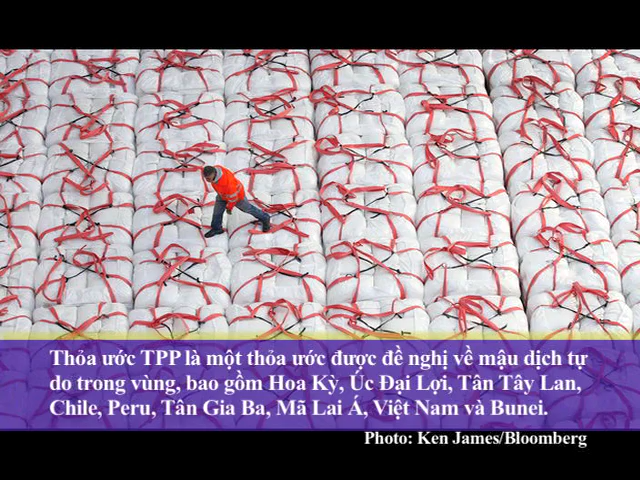 Thỏa ước TPP là một thỏa ước được đề nghị về mậu dịch tự
do trong vùng, bao gồm Hoa Kỳ, Úc Đại Lợi, Tân Tây Lan,
Chile, Peru, Tân Gia Ba, Mã Lai Á, Việt Nam và Bunei.
Photo: Ken James/Bloomberg